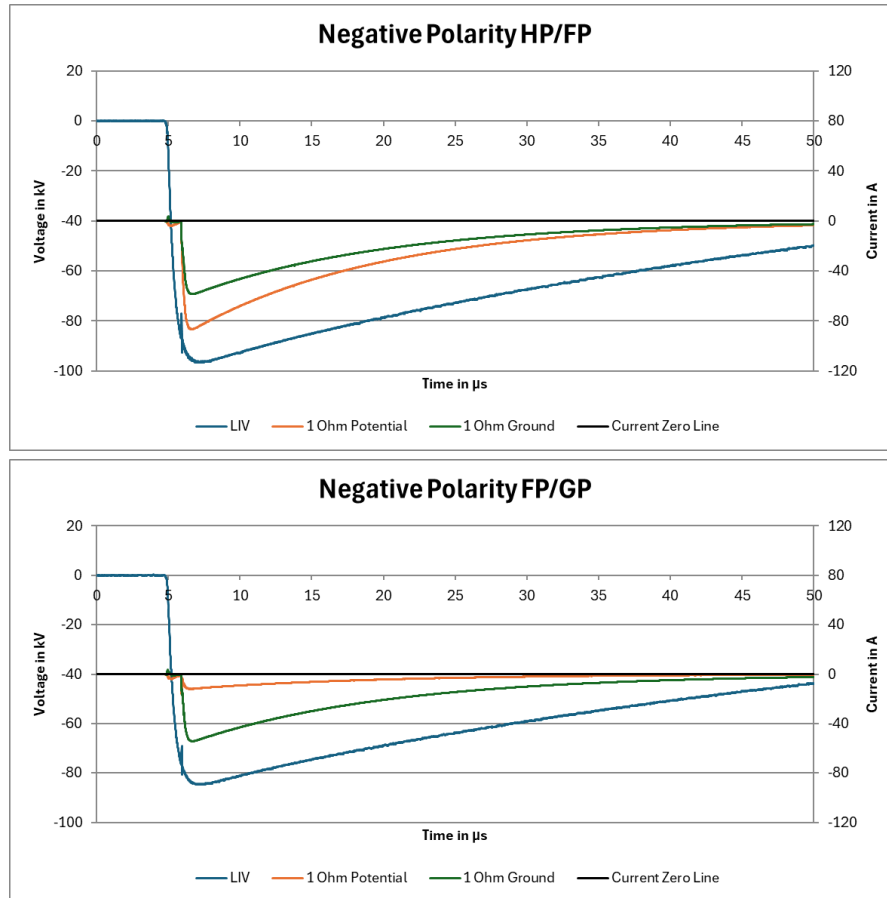 Negative Polarity HP/FP
20 120
0 80
0 5 10 15 20 25 30 35 40 45 50
-20 40
-40 0
-60 -40
-80 -80
-100 -120
Voltage in kV
Current in A
Time in µs
LIV 1 Ohm Potential 1 Ohm Ground Current Zero Line
Negative Polarity FP/GP
20 120
0 80
0 5 10 15 20 25 30 35 40 45 50
-20 40
-40 0
-60 -40
-80 -80
-100 -120
Voltage in kV
Current in A
Time in µs
LIV 1 Ohm Potential 1 Ohm Ground Current Zero Line